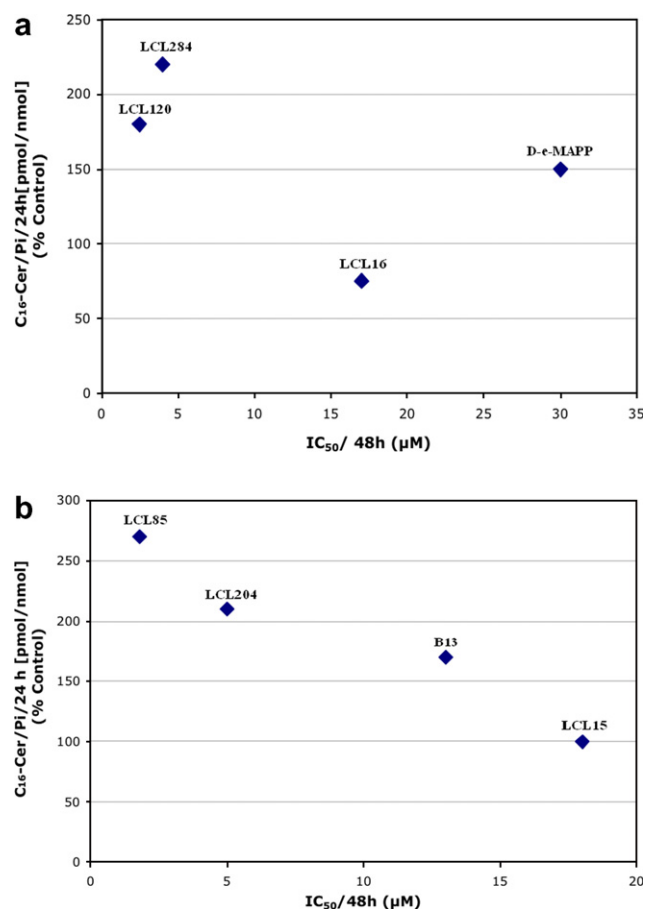 a
C₁₆-Cer/Pi/24h[pmol/nmol]
(% Control)
250
200
150
100
50
0
LCL284
LCL120
D-e-MAPP
LCL16
0 5 10 15 20 25 30 35
IC₅₀/ 48h (µM)
b
C₁₆-Cer/Pi/24 h [pmol/nmol]
(% Control)
300
250
200
150
100
50
0
LCL85
LCL204
B13
LCL15
0 5 10 15 20
IC₅₀/48h (µM)